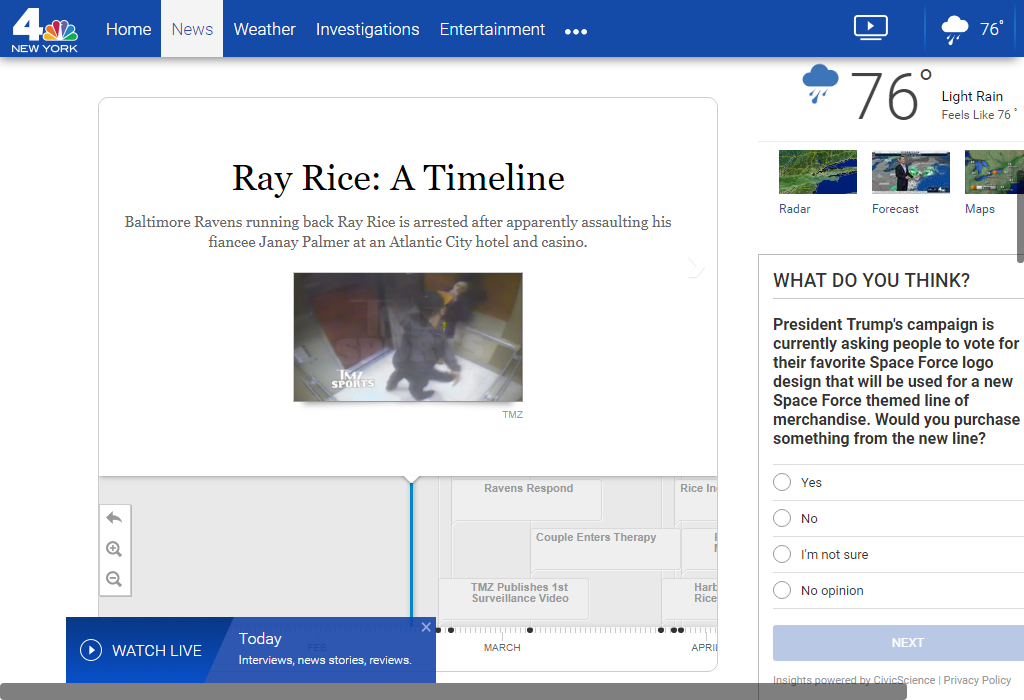 4
NEW YORK
Home
News
Weather
Investigations
Entertainment
76°
76°
Light Rain
Feels Like 76 °
Radar
Forecast
Maps
Ray Rice: A Timeline
Baltimore Ravens running back Ray Rice is arrested after apparently assaulting his
fiancee Janay Palmer at an Atlantic City hotel and casino.
TMZ
SPORTS
TMZ
WHAT DO YOU THINK?
President Trump's campaign is
currently asking people to vote for
their favorite Space Force logo
design that will be used for a new
Space Force themed line of
merchandise. Would you purchase
something from the new line?
Yes
No
I'm not sure
No opinion
NEXT
Insights powered by CivicScience | Privacy Policy
Ravens Respond
Rice In
Couple Enters Therapy
TMZ Publishes 1st
Surveillance Video
Harb
Rice
FEB
MARCH
APRIL
WATCH LIVE
Today
Interviews, news stories, reviews.